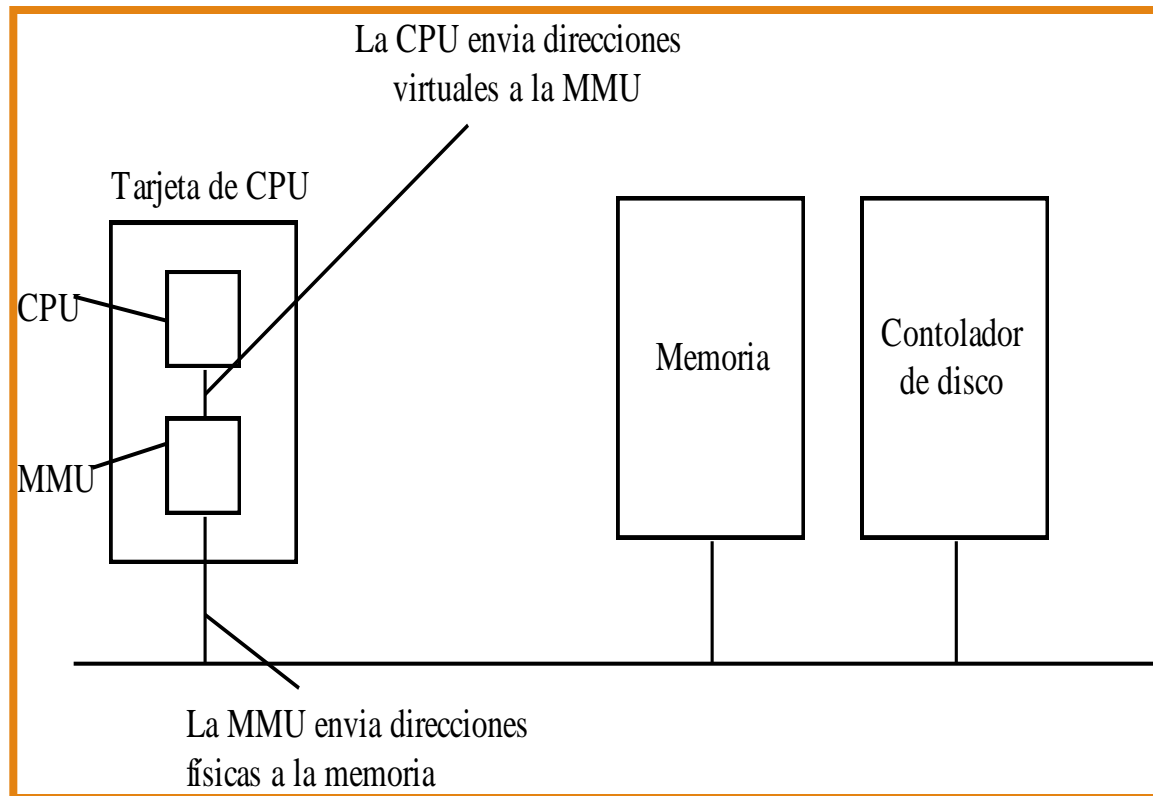 La CPU envia direcciones
virtuales a la MMU
Tarjeta de CPU
CPU
MMU
Memoria
Contolador
de disco
La MMU envia direcciones
físicas a la memoria